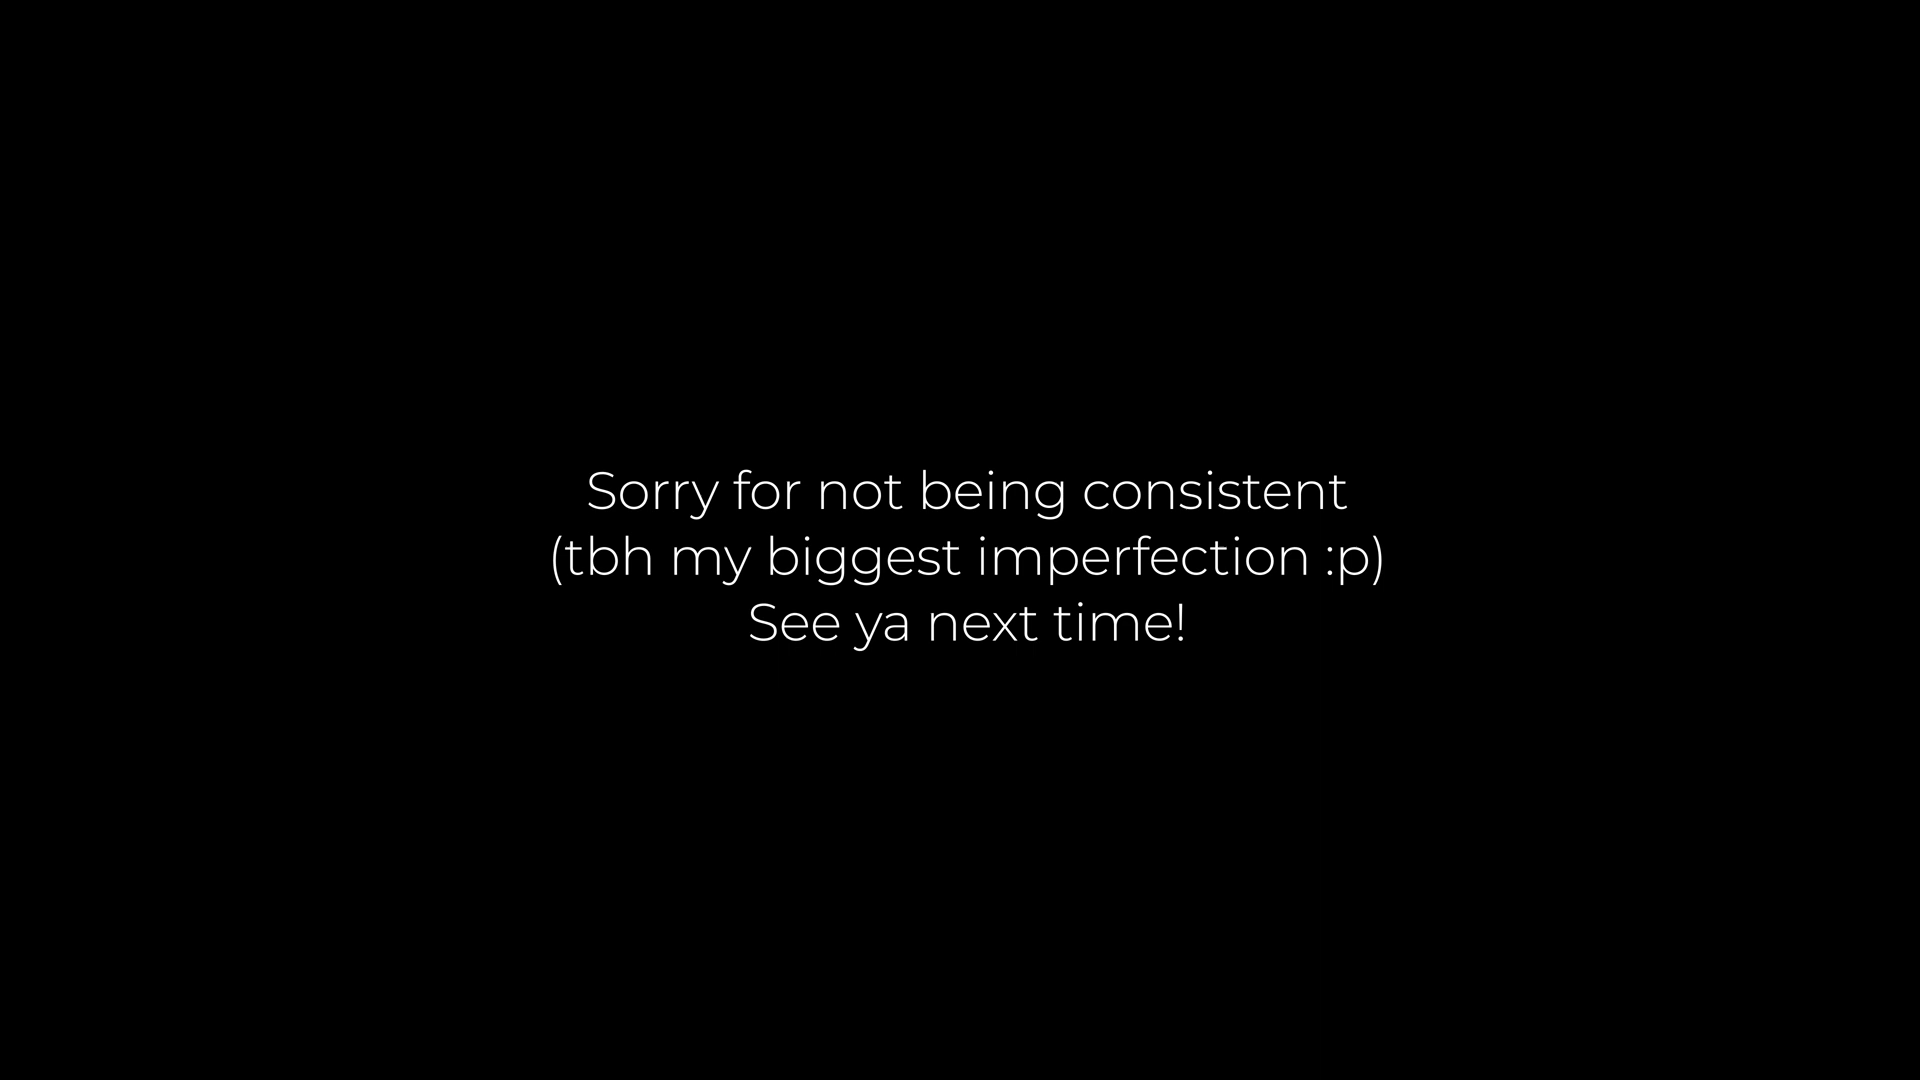 Sorry for not being consistent
(tbh my biggest imperfection :p)
See ya next time!